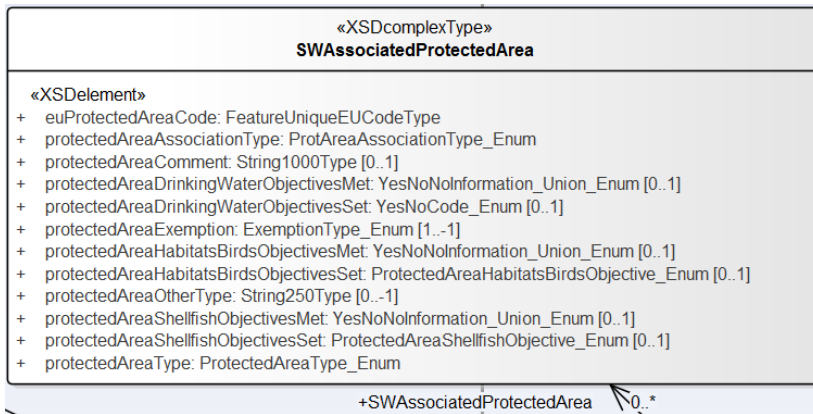 «XSDcomplexType»
SWAssociatedProtectedArea
«XSDelement»
+ euProtectedAreaCode: FeatureUniqueEUCodeType
+ protectedAreaAssociationType: ProtAreaAssociationType_Enum
+ protectedAreaComment: String1000Type [0..1]
+ protectedAreaDrinkingWaterObjectivesMet: YesNoNoInformation_Union_Enum [0..1]
+ protectedAreaDrinkingWaterObjectivesSet: YesNoCode_Enum [0..1]
+ protectedAreaExemption: ExemptionType_Enum [1..-1]
+ protectedAreaHabitatsBirdsObjectivesMet: YesNoNoInformation_Union_Enum [0..1]
+ protectedAreaHabitatsBirdsObjectivesSet: ProtectedAreaHabitatsBirdsObjective_Enum [0..1]
+ protectedAreaOtherType: String250Type [0..-1]
+ protectedAreaShellfishObjectivesMet: YesNoNoInformation_Union_Enum [0..1]
+ protectedAreaShellfishObjectivesSet: ProtectedAreaShellfishObjective_Enum [0..1]
+ protectedAreaType: ProtectedAreaType_Enum
+SWAssociatedProtectedArea 0..*